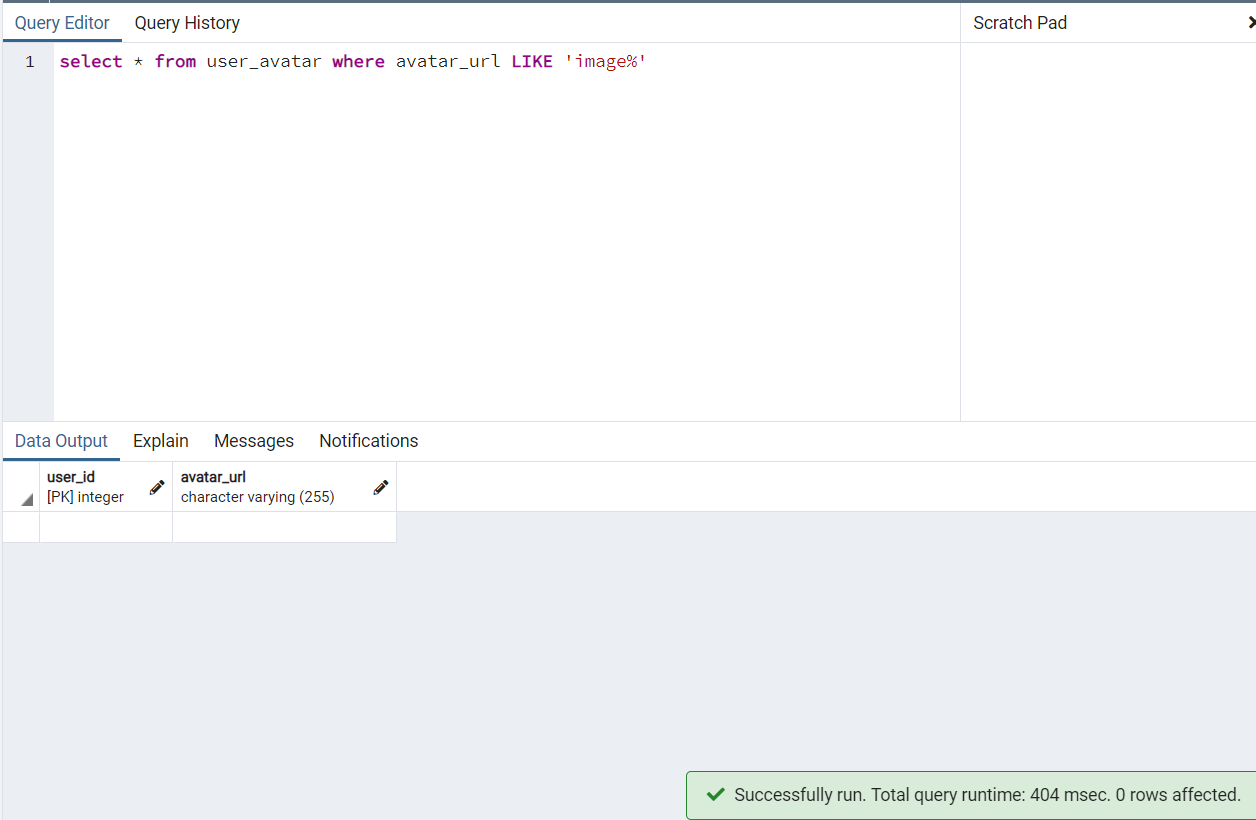 Query Editor Query History Scratch Pad
1 select * from user_avatar where avatar_url LIKE 'image%'
Data Output Explain Messages Notifications
user_id avatar_url
[PK] integer character varying (255)
Successfully run. Total query runtime: 404 msec. 0 rows affected.